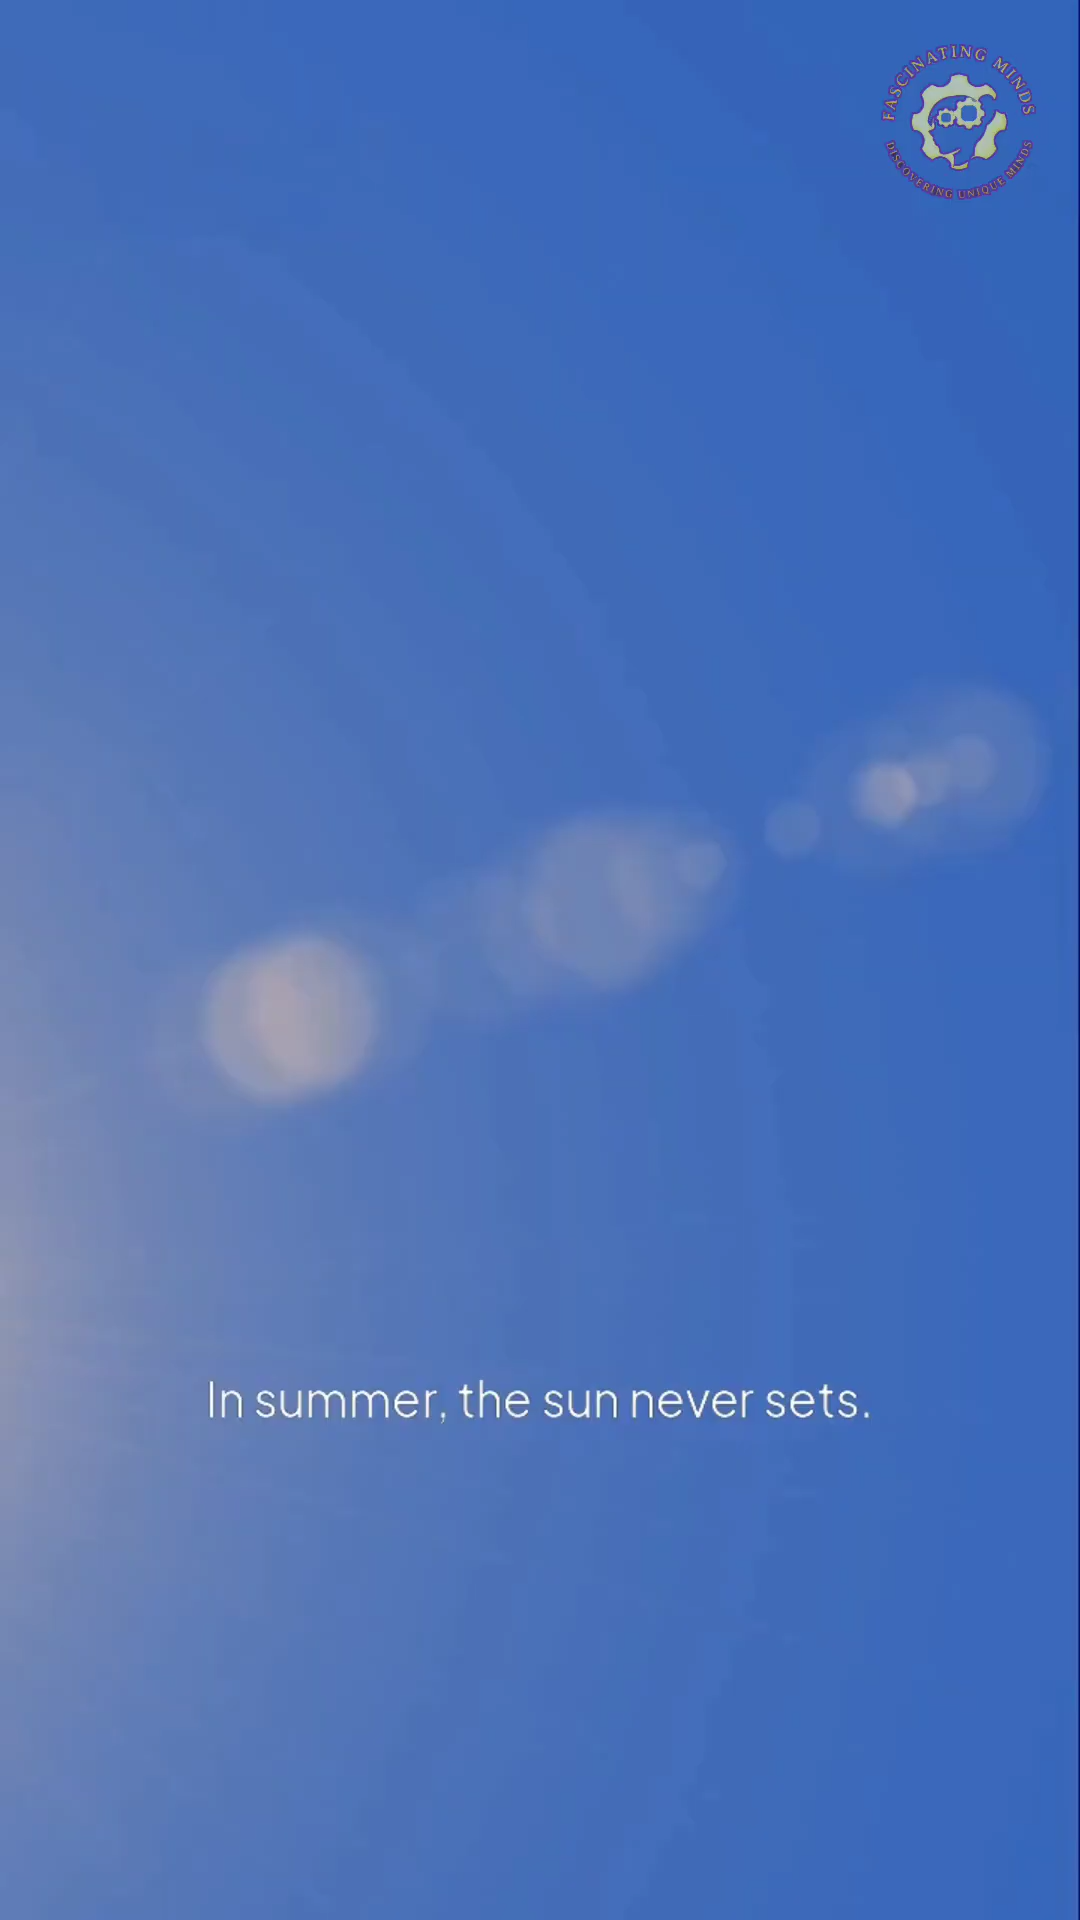 FASCINATING MINDS
DISCOVERING UNIQUE MINDS
In summer, the sun never sets.